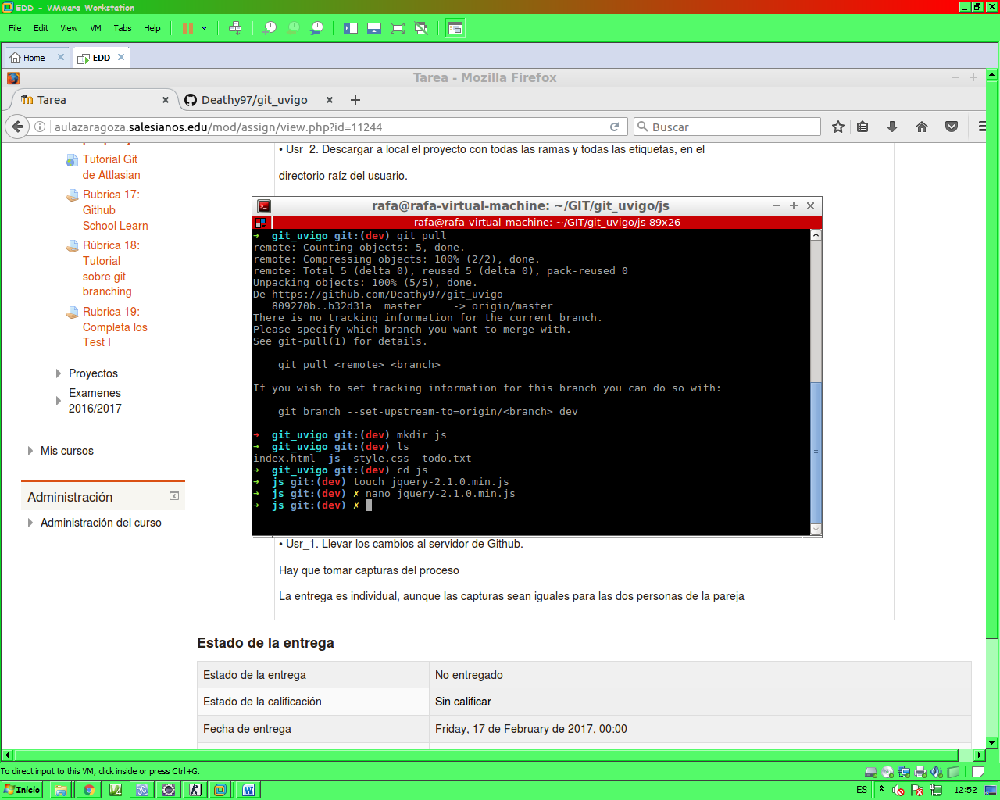 EDD - VMware Workstation
File Edit View VM Tabs Help
Home EDD
Tarea - Mozilla Firefox
Tarea Deathy97/git_uvigo
aulazaragoza.salesianos.edu/mod/assign/view.php?id=11244 Buscar
Tutorial Git
de Attlasian
Rubrica 17:
Github
School Learn
Rúbrica 18:
Tutorial
sobre git
branching
Rubrica 19:
Completa los
Test I
Proyectos
Examenes
2016/2017
Mis cursos
Administración
Administración del curso
• Usr_2. Descargar a local el proyecto con todas las ramas y todas las etiquetas, en el
directorio raíz del usuario.
rafa@rafa-virtual-machine: ~/GIT/git_uvigo/js
rafa@rafa-virtual-machine: ~/GIT/git_uvigo/js 89x26
➜  git_uvigo git:(dev) git pull
remote: Counting objects: 5, done.
remote: Compressing objects: 100% (2/2), done.
remote: Total 5 (delta 0), reused 5 (delta 0), pack-reused 0
Unpacking objects: 100% (5/5), done.
De https://github.com/Deathy97/git_uvigo
   809270b..b32d31a  master     -> origin/master
There is no tracking information for the current branch.
Please specify which branch you want to merge with.
See git-pull(1) for details.
    git pull <remote> <branch>
If you wish to set tracking information for this branch you can do so with:
    git branch --set-upstream-to=origin/<branch> dev
➜  git_uvigo git:(dev) mkdir js
➜  git_uvigo git:(dev) ls
index.html  js  style.css  todo.txt
➜  git_uvigo git:(dev) cd js
➜  js git:(dev) touch jquery-2.1.0.min.js
➜  js git:(dev) ✗ nano jquery-2.1.0.min.js
➜  js git:(dev) ✗
• Usr_1. Llevar los cambios al servidor de Github.
Hay que tomar capturas del proceso
La entrega es individual, aunque las capturas sean iguales para las dos personas de la pareja
Estado de la entrega
Estado de la entrega No entregado
Estado de la calificación Sin calificar
Fecha de entrega Friday, 17 de February de 2017, 00:00
To direct input to this VM, click inside or press Ctrl+G.
Inicio ES 12:52